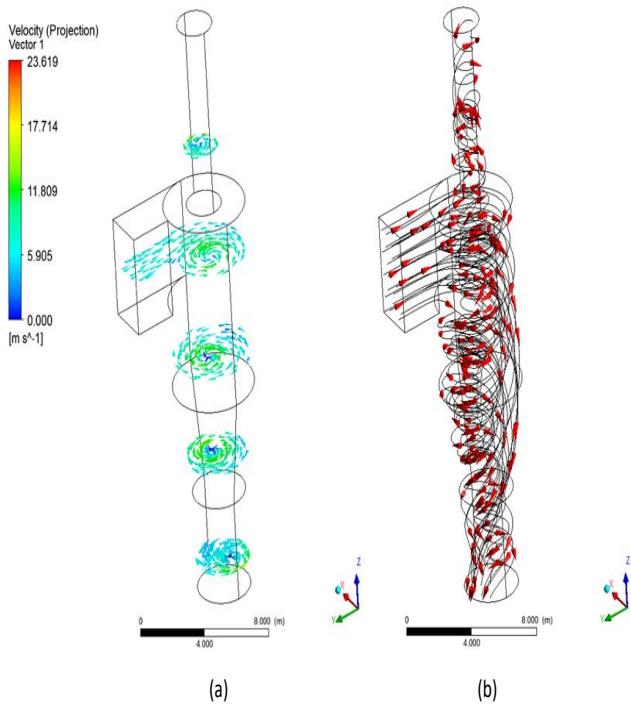 Velocity (Projection)
Vector 1
23.619
17.714
11.809
5.905
0.000
[m s^-1]
Z
X
Y
0 8.000 (m)
4.000
Z
X
Y
0 8.000 (m)
4.000
(a) (b)